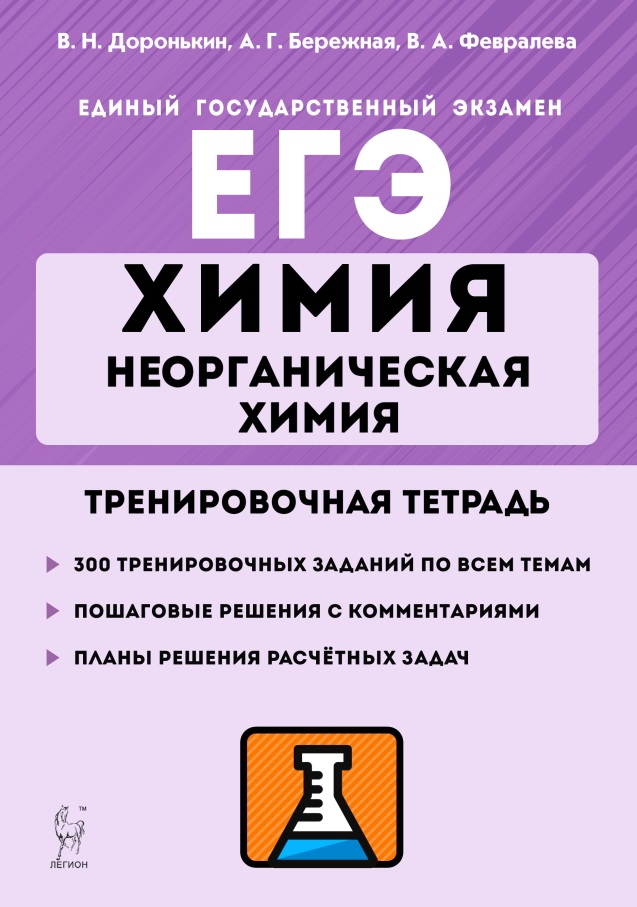 В. Н. Доронькин, А. Г. Бережная, В. А. Февралева
ЕДИНЫЙ ГОСУДАРСТВЕННЫЙ ЭКЗАМЕН
ЕГЭ
ХИМИЯ
НЕОРГАНИЧЕСКАЯ
ХИМИЯ
ТРЕНИРОВОЧНАЯ ТЕТРАДЬ
300 ТРЕНИРОВОЧНЫХ ЗАДАНИЙ ПО ВСЕМ ТЕМАМ
ПОШАГОВЫЕ РЕШЕНИЯ С КОММЕНТАРИЯМИ
ПЛАНЫ РЕШЕНИЯ РАСЧЁТНЫХ ЗАДАЧ
TM
ЛЕГИОН